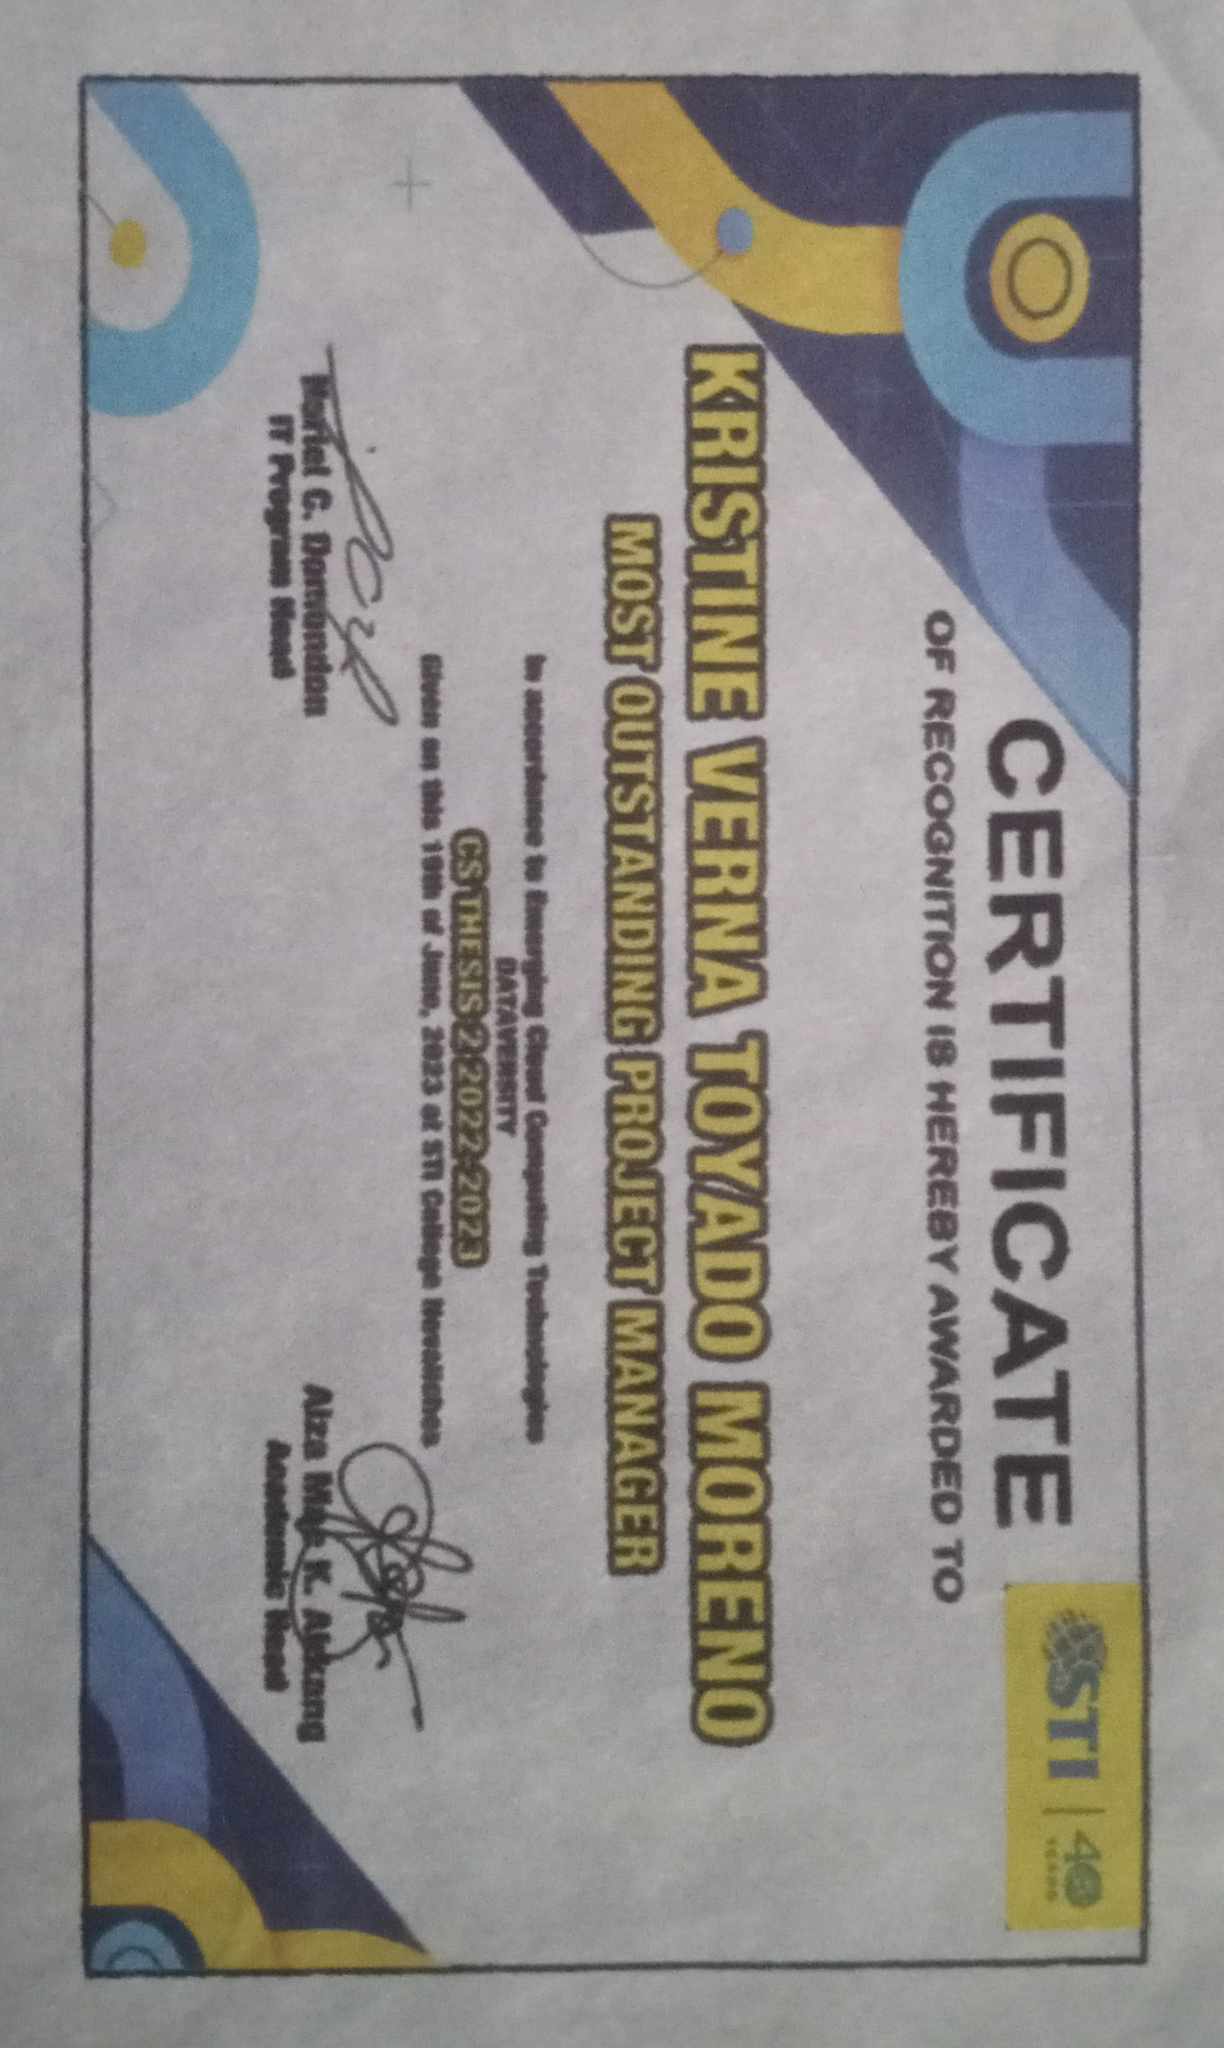 STI | 40
YEARS
CERTIFICATE
OF RECOGNITION IS HEREBY AWARDED TO
KRISTINE VERNA TOYADO MORENO
MOST OUTSTANDING PROJECT MANAGER
In accordance to Emerging Cloud Computing Technologies
DATAVERSITY
CS THESIS 2 2022-2023
Given on this 19th of June, 2023 at STI College Novaliches
C. Domondon
IT Program Head
Aiza Mae K.
Academic Head